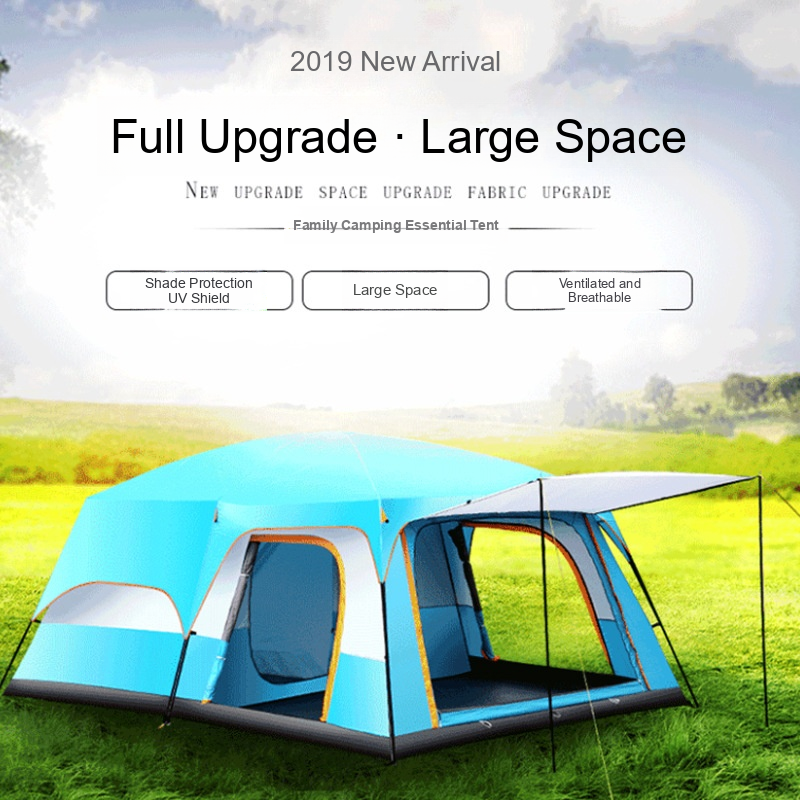 2019 New Arrival
Full Upgrade · Large Space
New upgrade space upgrade fabric upgrade
Family Camping Essential Tent
Shade Protection
UV Shield
Large Space
Ventilated and
Breathable